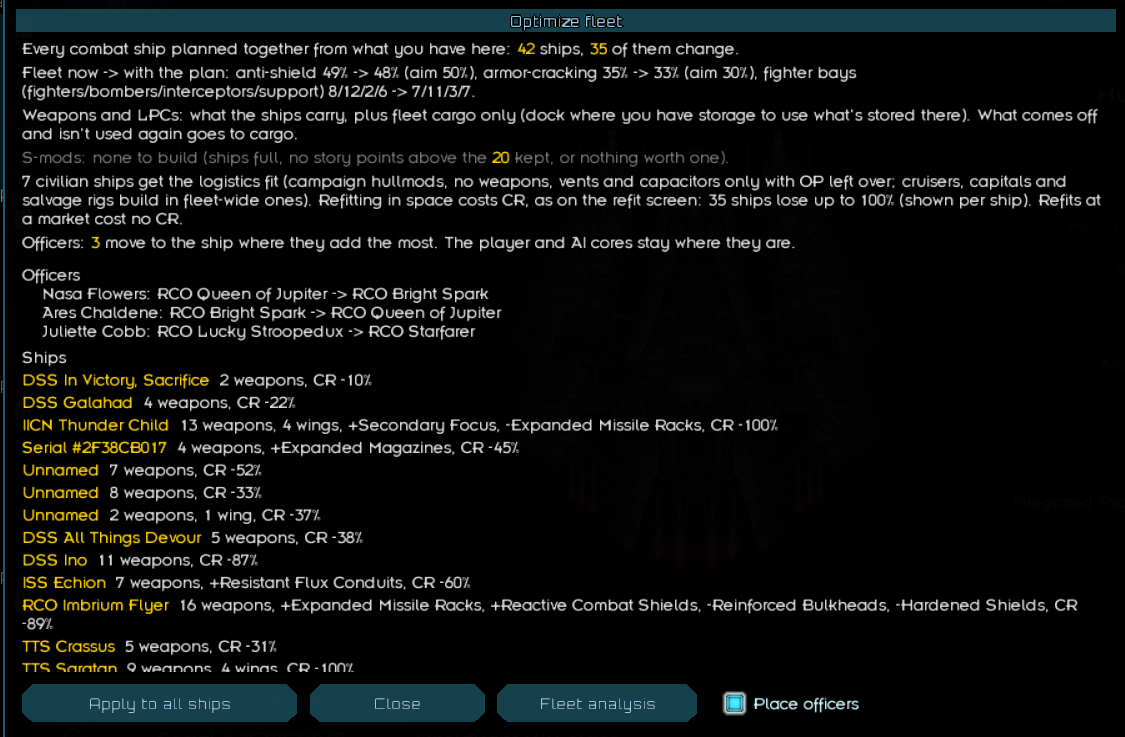 Optimize fleet
Every combat ship planned together from what you have here: 42 ships, 35 of them change.
Fleet now -> with the plan: anti-shield 49% -> 48% (aim 50%), armor-cracking 35% -> 33% (aim 30%), fighter bays
(fighters/bombers/interceptors/support) 8/12/2/6 -> 7/11/3/7.
Weapons and LPCs: what the ships carry, plus fleet cargo only (dock where you have storage to use what's stored there). What comes off
and isn't used again goes to cargo.
S-mods: none to build (ships full, no story points above the 20 kept, or nothing worth one).
7 civilian ships get the logistics fit (campaign hullmods, no weapons, vents and capacitors only with OP left over; cruisers, capitals and
salvage rigs build in fleet-wide ones). Refitting in space costs CR, as on the refit screen: 35 ships lose up to 100% (shown per ship). Refits at
a market cost no CR.
Officers: 3 move to the ship where they add the most. The player and AI cores stay where they are.
Officers
Nasa Flowers: RCO Queen of Jupiter -> RCO Bright Spark
Ares Chaldene: RCO Bright Spark -> RCO Queen of Jupiter
Juliette Cobb: RCO Lucky Stroopedux -> RCO Starfarer
Ships
DSS In Victory, Sacrifice 2 weapons, CR -10%
DSS Galahad 4 weapons, CR -22%
IICN Thunder Child 13 weapons, 4 wings, +Secondary Focus, -Expanded Missile Racks, CR -100%
Serial #2F38CB017 4 weapons, +Expanded Magazines, CR -45%
Unnamed 7 weapons, CR -52%
Unnamed 8 weapons, CR -33%
Unnamed 2 weapons, 1 wing, CR -37%
DSS All Things Devour 5 weapons, CR -38%
DSS Ino 11 weapons, CR -87%
ISS Echion 7 weapons, +Resistant Flux Conduits, CR -60%
RCO Imbrium Flyer 16 weapons, +Expanded Missile Racks, +Reactive Combat Shields, -Reinforced Bulkheads, -Hardened Shields, CR
-89%
TTS Crassus 5 weapons, CR -31%
TTS Saratan 9 weapons, 4 wings, CR -100%
Apply to all ships Close Fleet analysis Place officers